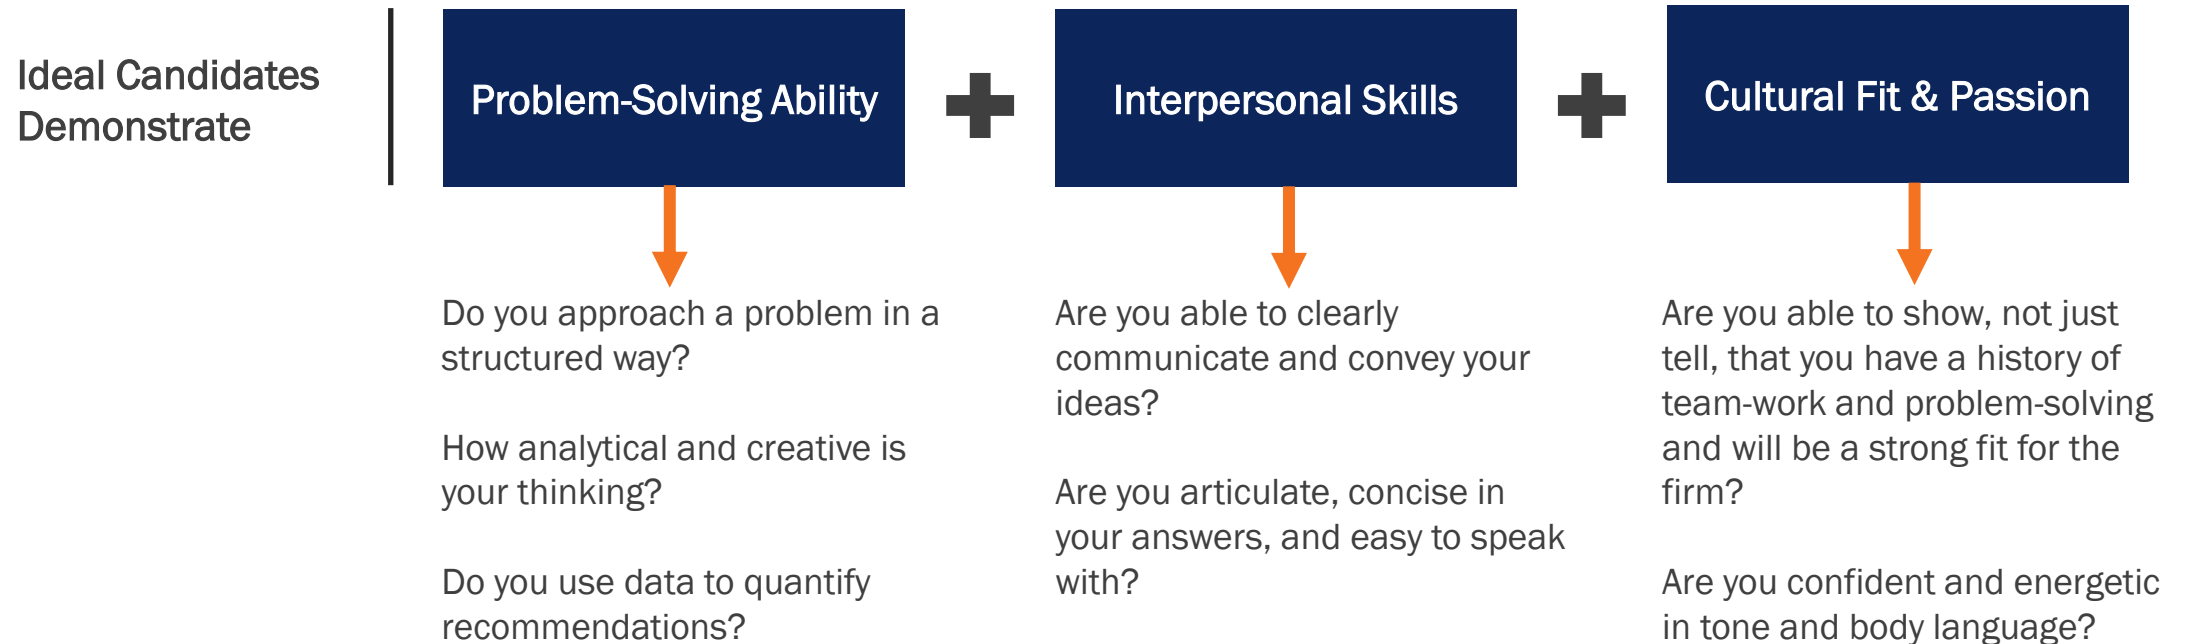 Ideal Candidates
Demonstrate
Problem-Solving Ability
Interpersonal Skills
Cultural Fit & Passion
Do you approach a problem in a
structured way?
How analytical and creative is
your thinking?
Do you use data to quantify
recommendations?
Are you able to clearly
communicate and convey your
ideas?
Are you articulate, concise in
your answers, and easy to speak
with?
Are you able to show, not just
tell, that you have a history of
team-work and problem-solving
and will be a strong fit for the
firm?
Are you confident and energetic
in tone and body language?